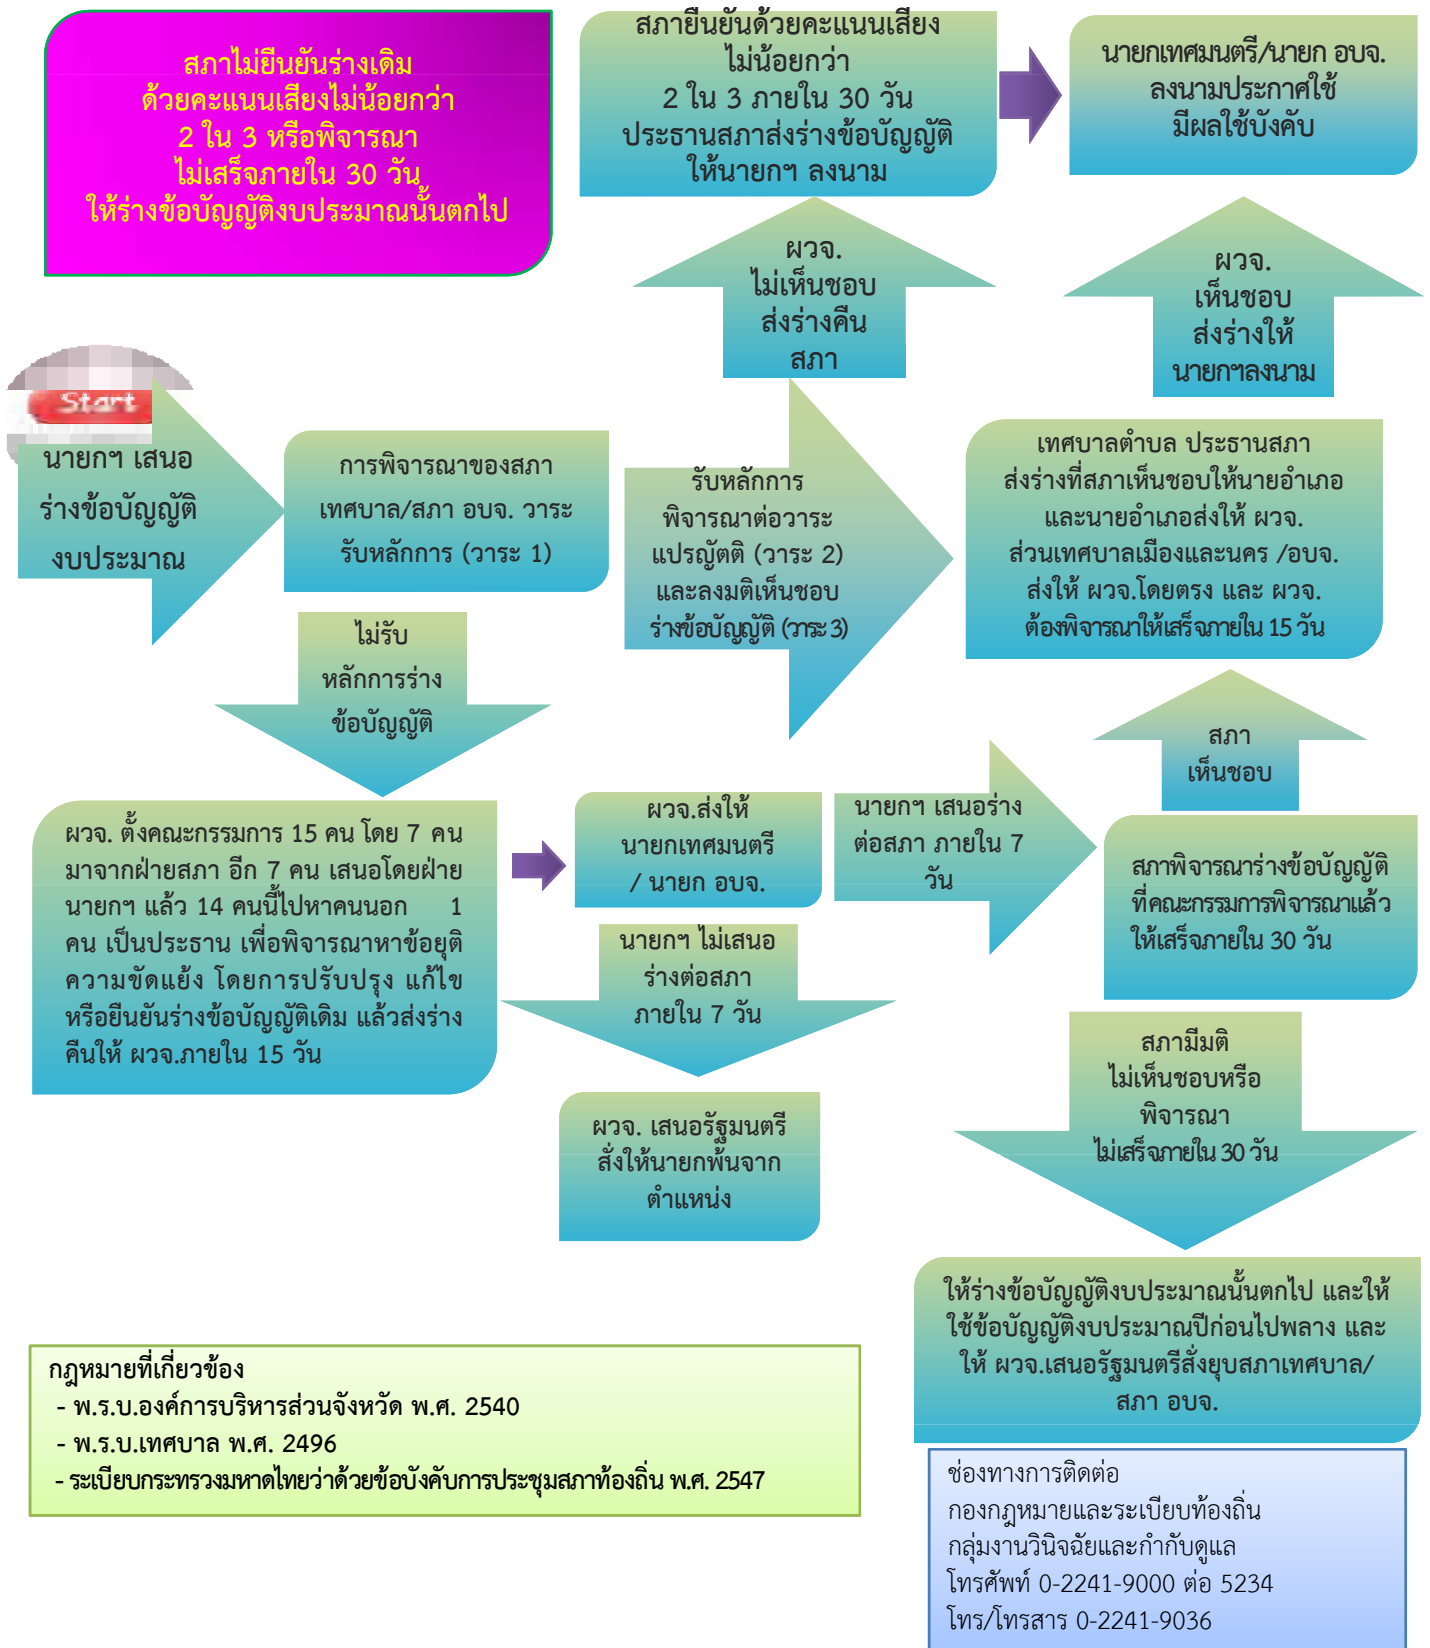 สภาไม่ยืนยันร่างเดิม
ด้วยคะแนนเสียงไม่น้อยกว่า
2 ใน 3 หรือพิจารณา
ไม่เสร็จภายใน 30 วัน
ให้ร่างข้อบัญญัติงบประมาณนั้นตกไป
สภายืนยันด้วยคะแนนเสียง
ไม่น้อยกว่า
2 ใน 3 ภายใน 30 วัน
ประธานสภาส่งร่างข้อบัญญัติ
ให้นายกฯ ลงนาม
นายกเทศมนตรี/นายก อบจ.
ลงนามประกาศใช้
มีผลใช้บังคับ
ผวจ.
ไม่เห็นชอบ
ส่งร่างคืน
สภา
ผวจ.
เห็นชอบ
ส่งร่างให้
นายกฯลงนาม
Start
นายกฯ เสนอ
ร่างข้อบัญญัติ
งบประมาณ
การพิจารณาของสภา
เทศบาล/สภา อบจ. วาระ
รับหลักการ (วาระ 1)
รับหลักการ
พิจารณาต่อวาระ
แปรญัตติ (วาระ 2)
และลงมติเห็นชอบ
ร่างข้อบัญญัติ (วาระ 3)
เทศบาลตำบล ประธานสภา
ส่งร่างที่สภาเห็นชอบให้นายอำเภอ
และนายอำเภอส่งให้ ผวจ.
ส่วนเทศบาลเมืองและนคร /อบจ.
ส่งให้ ผวจ.โดยตรง และ ผวจ.
ต้องพิจารณาให้เสร็จภายใน 15 วัน
ไม่รับ
หลักการร่าง
ข้อบัญญัติ
สภา
เห็นชอบ
ผวจ. ตั้งคณะกรรมการ 15 คน โดย 7 คน
มาจากฝ่ายสภา อีก 7 คน เสนอโดยฝ่าย
นายกฯ แล้ว 14 คนนี้ไปหาคนนอก 1
คน เป็นประธาน เพื่อพิจารณาหาข้อยุติ
ความขัดแย้ง โดยการปรับปรุง แก้ไข
หรือยืนยันร่างข้อบัญญัติเดิม แล้วส่งร่าง
คืนให้ ผวจ.ภายใน 15 วัน
ผวจ.ส่งให้
นายกเทศมนตรี
/ นายก อบจ.
นายกฯ เสนอร่าง
ต่อสภา ภายใน 7
วัน
สภาพิจารณาร่างข้อบัญญัติ
ที่คณะกรรมการพิจารณาแล้ว
ให้เสร็จภายใน 30 วัน
นายกฯ ไม่เสนอ
ร่างต่อสภา
ภายใน 7 วัน
สภามีมติ
ไม่เห็นชอบหรือ
พิจารณา
ไม่เสร็จภายใน 30 วัน
ผวจ. เสนอรัฐมนตรี
สั่งให้นายกพ้นจาก
ตำแหน่ง
ให้ร่างข้อบัญญัติงบประมาณนั้นตกไป และให้
ใช้ข้อบัญญัติงบประมาณปีก่อนไปพลาง และ
ให้ ผวจ.เสนอรัฐมนตรีสั่งยุบสภาเทศบาล/
สภา อบจ.
กฎหมายที่เกี่ยวข้อง
- พ.ร.บ.องค์การบริหารส่วนจังหวัด พ.ศ. 2540
- พ.ร.บ.เทศบาล พ.ศ. 2496
- ระเบียบกระทรวงมหาดไทยว่าด้วยข้อบังคับการประชุมสภาท้องถิ่น พ.ศ. 2547
ช่องทางการติดต่อ
กองกฎหมายและระเบียบท้องถิ่น
กลุ่มงานวินิจฉัยและกำกับดูแล
โทรศัพท์ 0-2241-9000 ต่อ 5234
โทร/โทรสาร 0-2241-9036